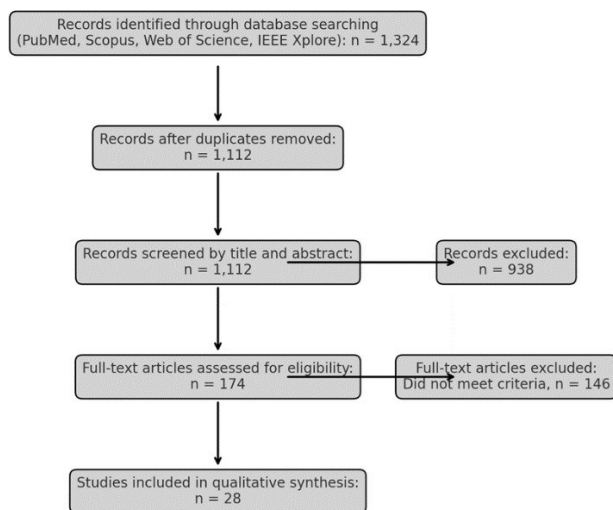 Records identified through database searching
(PubMed, Scopus, Web of Science, IEEE Xplore): n = 1,324
Records after duplicates removed:
n = 1,112
Records screened by title and abstract:
n = 1,112
Records excluded:
n = 938
Full-text articles assessed for eligibility:
n = 174
Full-text articles excluded:
Did not meet criteria, n = 146
Studies included in qualitative synthesis:
n = 28